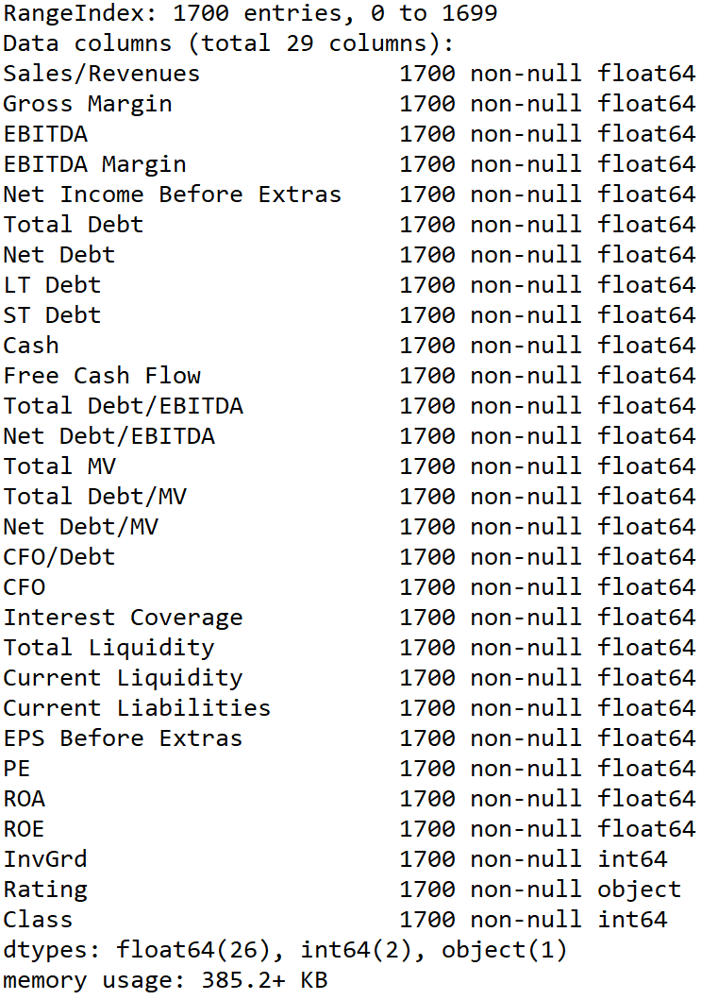 RangeIndex: 1700 entries, 0 to 1699
Data columns (total 29 columns):
Sales/Revenues 1700 non-null float64
Gross Margin 1700 non-null float64
EBITDA 1700 non-null float64
EBITDA Margin 1700 non-null float64
Net Income Before Extras 1700 non-null float64
Total Debt 1700 non-null float64
Net Debt 1700 non-null float64
LT Debt 1700 non-null float64
ST Debt 1700 non-null float64
Cash 1700 non-null float64
Free Cash Flow 1700 non-null float64
Total Debt/EBITDA 1700 non-null float64
Net Debt/EBITDA 1700 non-null float64
Total MV 1700 non-null float64
Total Debt/MV 1700 non-null float64
Net Debt/MV 1700 non-null float64
CFO/Debt 1700 non-null float64
CFO 1700 non-null float64
Interest Coverage 1700 non-null float64
Total Liquidity 1700 non-null float64
Current Liquidity 1700 non-null float64
Current Liabilities 1700 non-null float64
EPS Before Extras 1700 non-null float64
PE 1700 non-null float64
ROA 1700 non-null float64
ROE 1700 non-null float64
InvGrd 1700 non-null int64
Rating 1700 non-null object
Class 1700 non-null int64
dtypes: float64(26), int64(2), object(1)
memory usage: 385.2+ KB